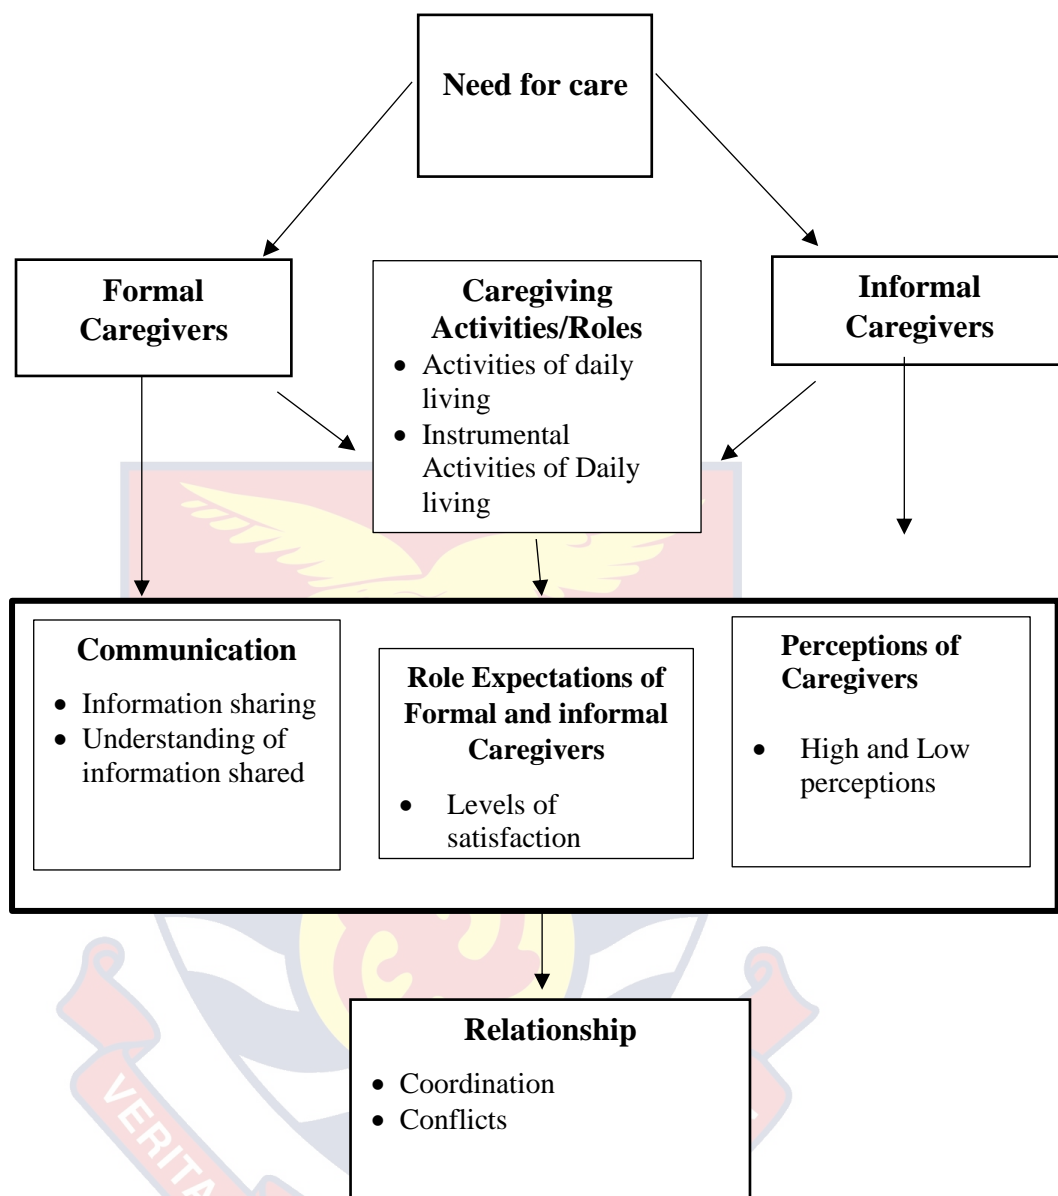 Need for care
Formal
Caregivers
Caregiving
Activities/Roles
• Activities of daily
living
• Instrumental
Activities of Daily
living
Informal
Caregivers
Communication
• Information sharing
• Understanding of
information shared
Role Expectations of
Formal and informal
Caregivers
• Levels of
satisfaction
Perceptions of
Caregivers
• High and Low
perceptions
Relationship
• Coordination
• Conflicts